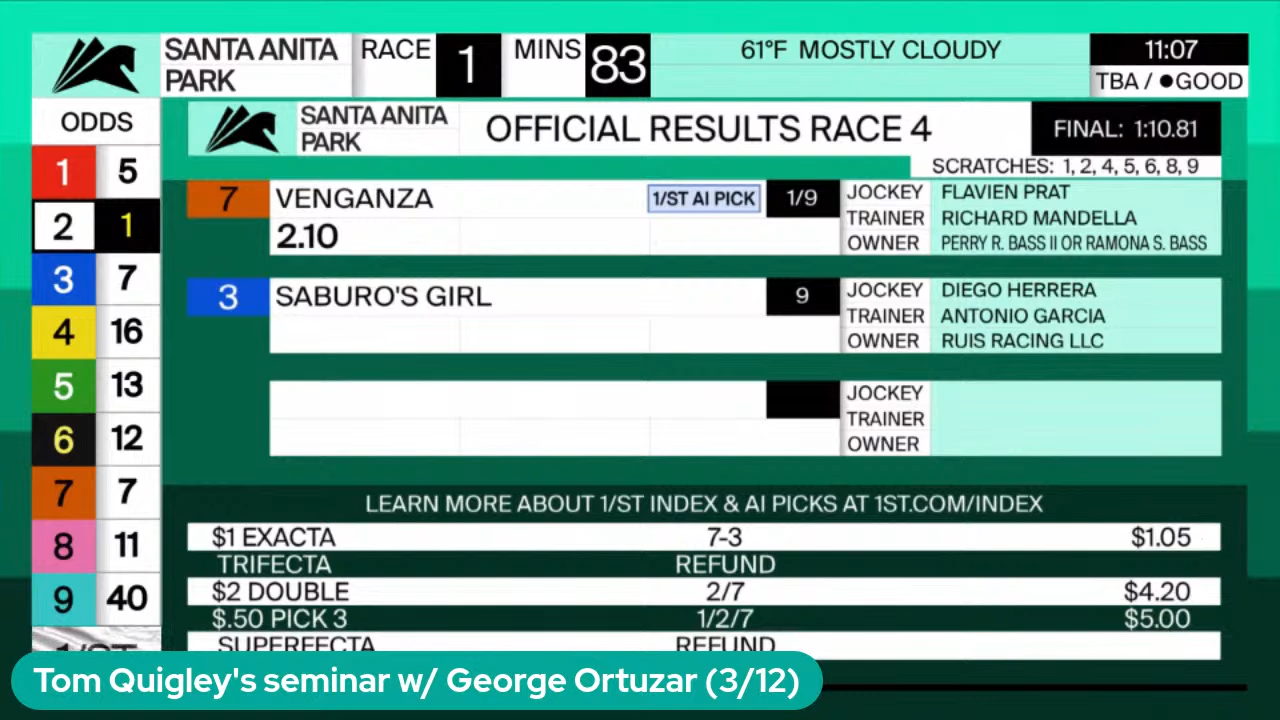 SANTA ANITA PARK RACE 1 MINS 83 61°F MOSTLY CLOUDY 11:07
TBA / ●GOOD
ODDS
1 5
2 1
3 7
4 16
5 13
6 12
7 7
8 11
9 40
SANTA ANITA PARK OFFICIAL RESULTS RACE 4 FINAL: 1:10.81
SCRATCHES: 1, 2, 4, 5, 6, 8, 9
7 VENGANZA 1/ST AI PICK 1/9 JOCKEY FLAVIEN PRAT
2.10 TRAINER RICHARD MANDELLA
OWNER PERRY R. BASS II OR RAMONA S. BASS
3 SABURO'S GIRL 9 JOCKEY DIEGO HERRERA
TRAINER ANTONIO GARCIA
OWNER RUIS RACING LLC
JOCKEY
TRAINER
OWNER
LEARN MORE ABOUT 1/ST INDEX & AI PICKS AT 1ST.COM/INDEX
$1 EXACTA 7-3 $1.05
TRIFECTA REFUND
$2 DOUBLE 2/7 $4.20
$.50 PICK 3 1/2/7 $5.00
SUPERFECTA REFUND
Tom Quigley's seminar w/ George Ortuzar (3/12)